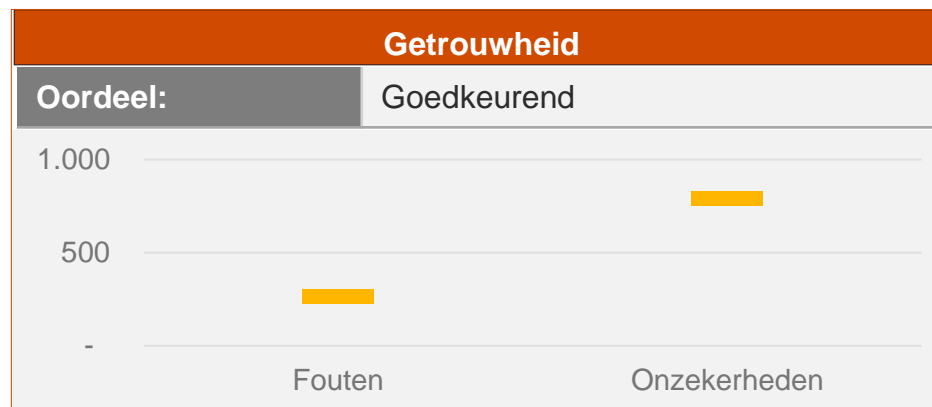 Getrouwheid
Oordeel: Goedkeurend
1.000
500
-
Fouten Onzekerheden